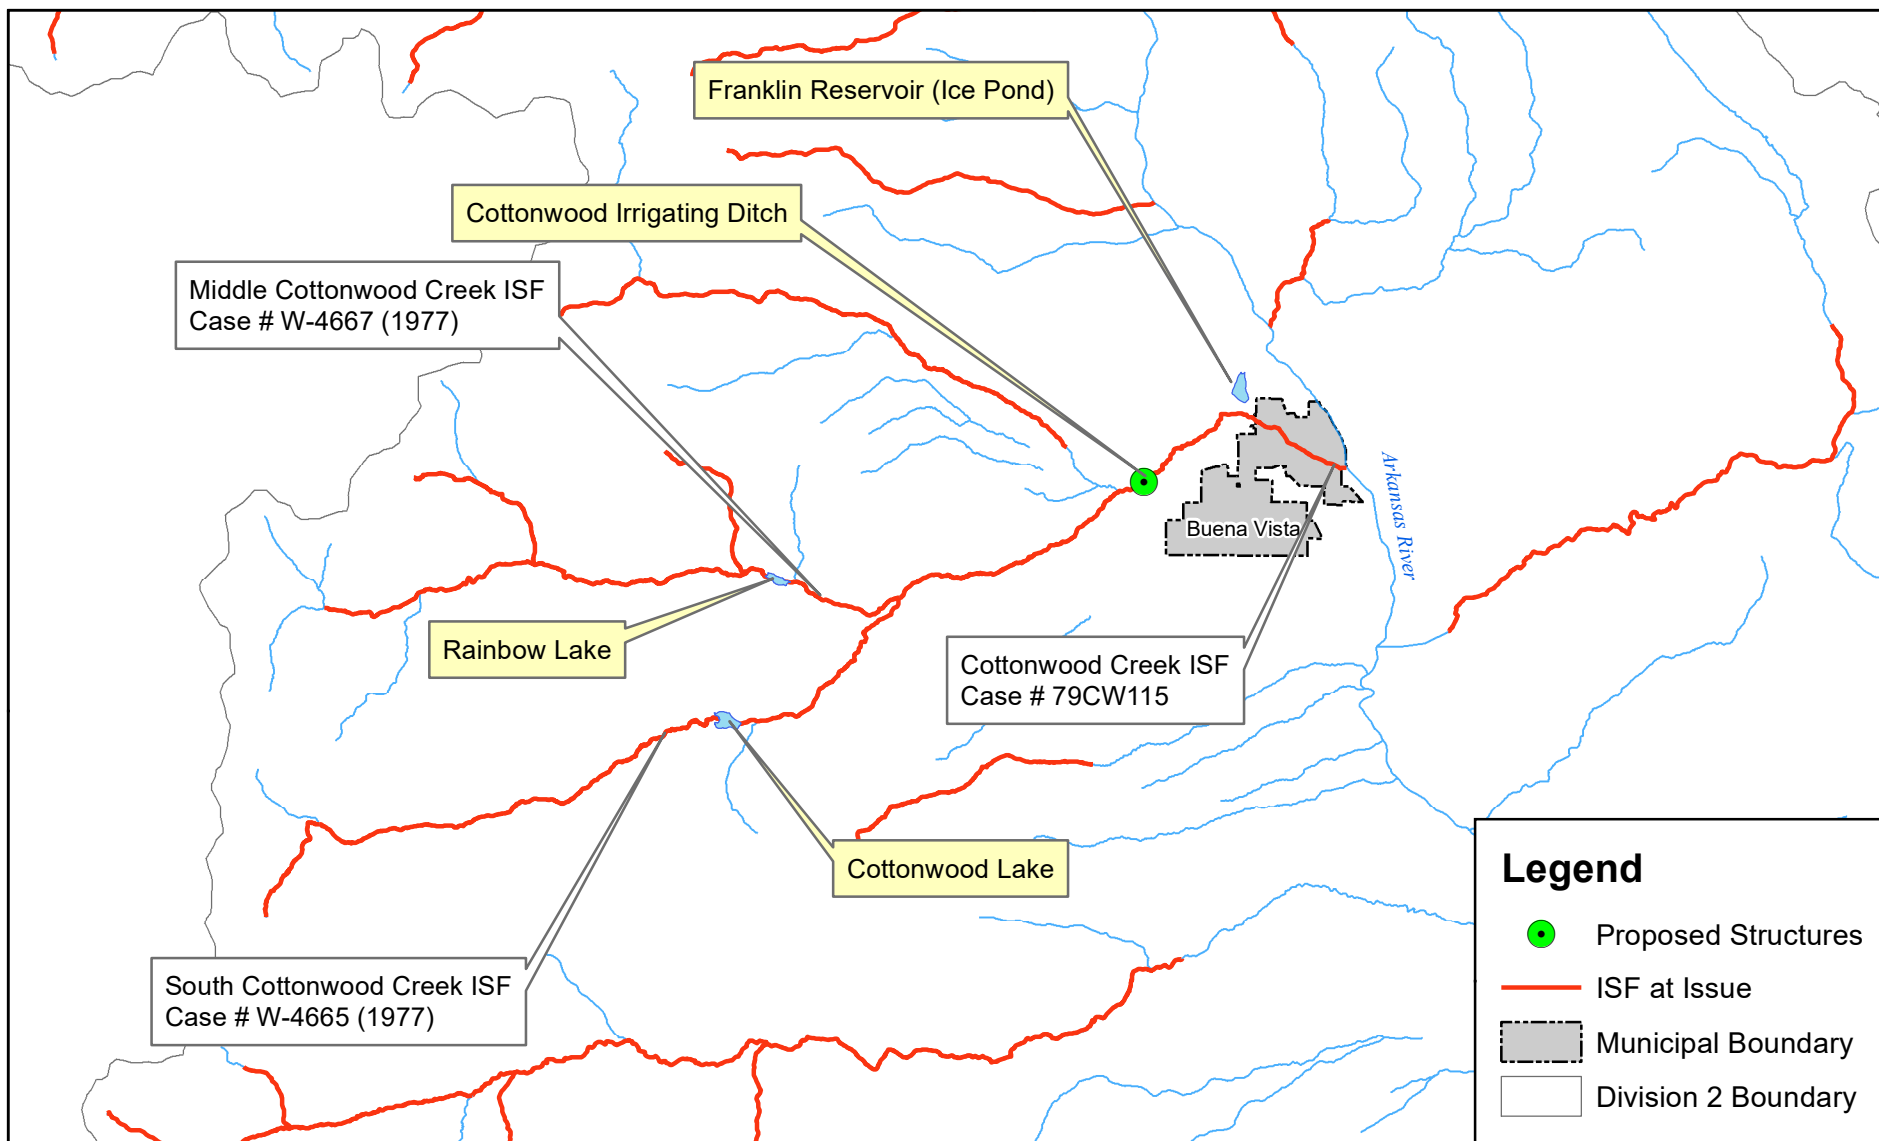 Franklin Reservoir (Ice Pond)
Cottonwood Irrigating Ditch
Middle Cottonwood Creek ISF
Case # W-4667 (1977)
Arkansas River
Buena Vista
Rainbow Lake
Cottonwood Creek ISF
Case # 79CW115
Cottonwood Lake
South Cottonwood Creek ISF
Case # W-4665 (1977)
Legend
Proposed Structures
ISF at Issue
Municipal Boundary
Division 2 Boundary